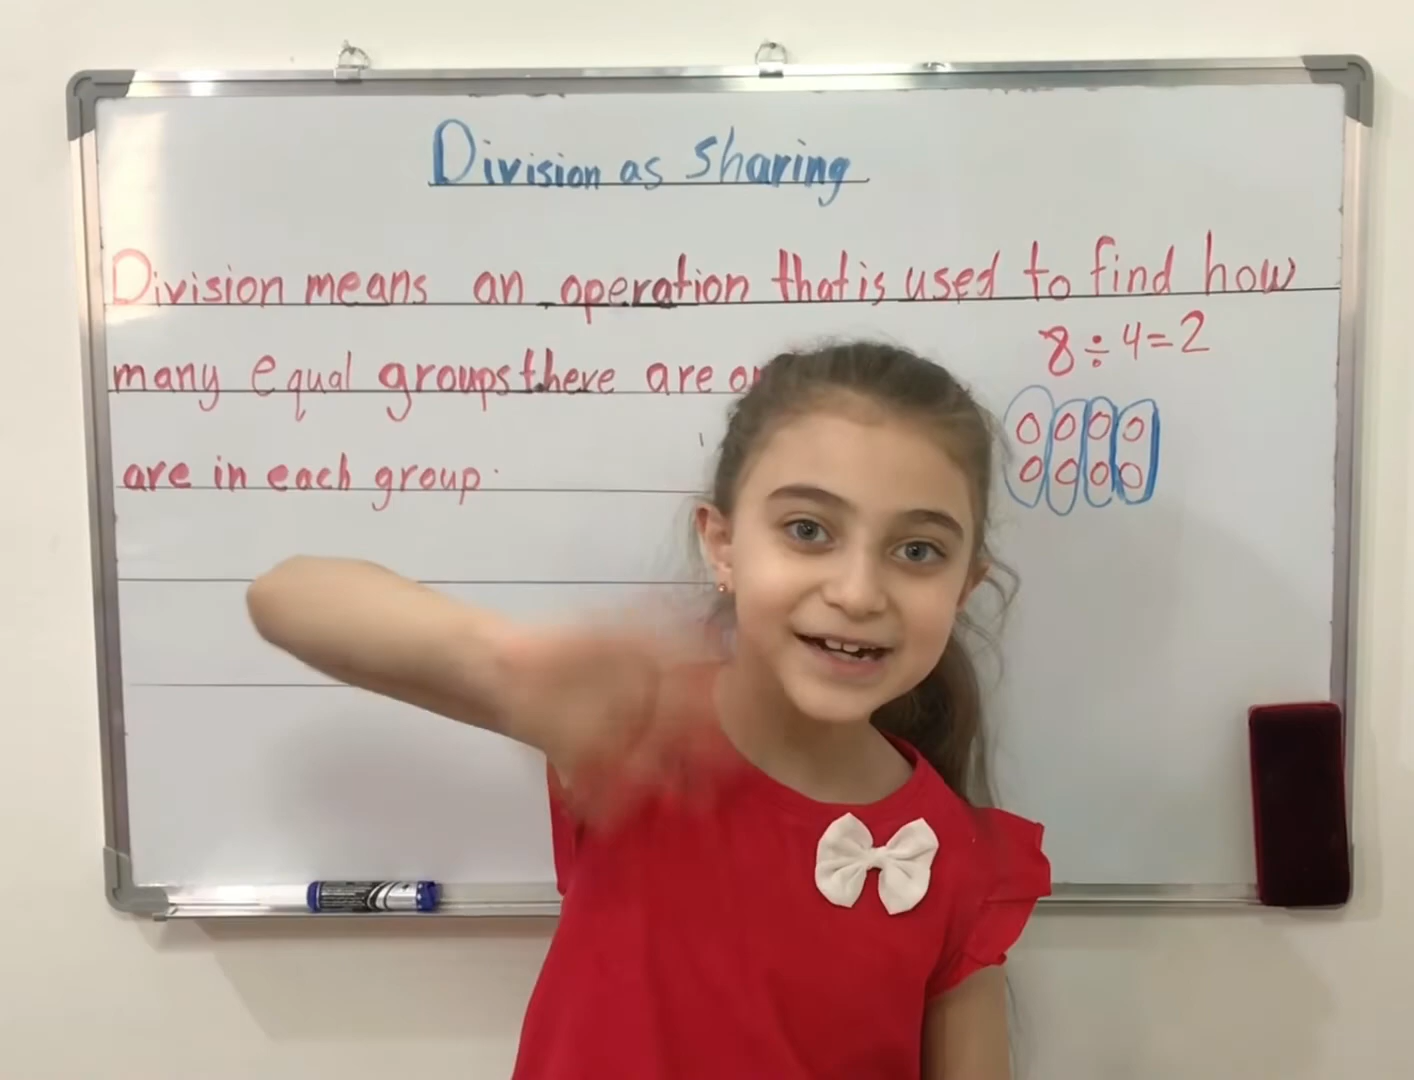 Division as Sharing
Division means an operation that is used to find how
8÷4=2
many equal groups there are
are in each group.